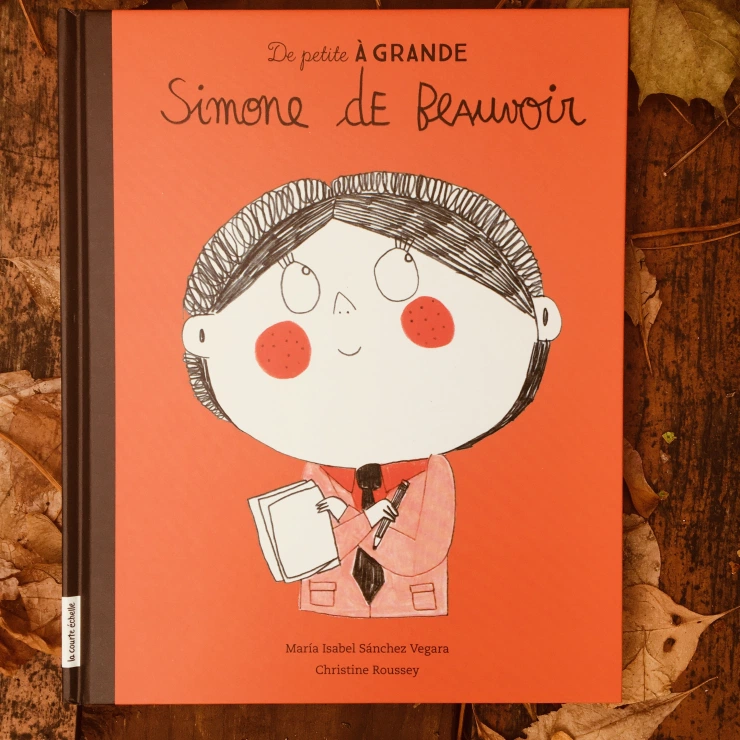 De petite À GRANDE
Simone dE BEAuvoir
María Isabel Sánchez Vegara
Christine Roussey
la courte échelle